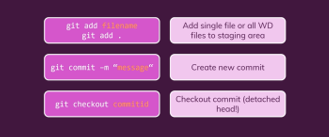 git add filename
git add .
Add single file or all WD
files to staging area
git commit -m "message"
Create new commit
git checkout commitid
Checkout commit (detached
head!)